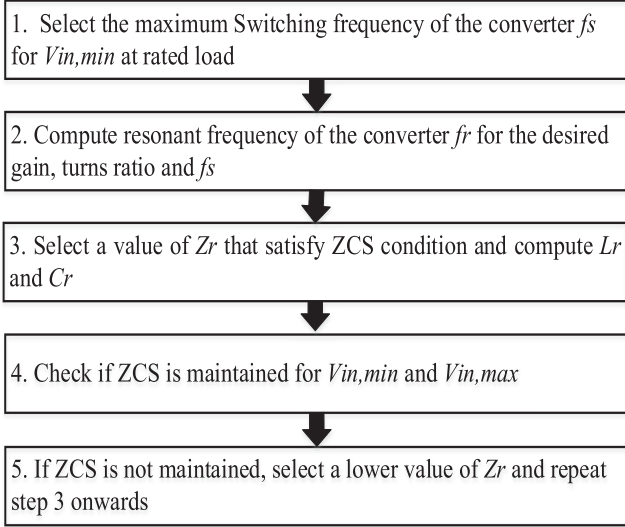 1. Select the maximum Switching frequency of the converter fs
for Vin,min at rated load
2. Compute resonant frequency of the converter fr for the desired
gain, turns ratio and fs
3. Select a value of Zr that satisfy ZCS condition and compute Lr
and Cr
4. Check if ZCS is maintained for Vin,min and Vin,max
5. If ZCS is not maintained, select a lower value of Zr and repeat
step 3 onwards